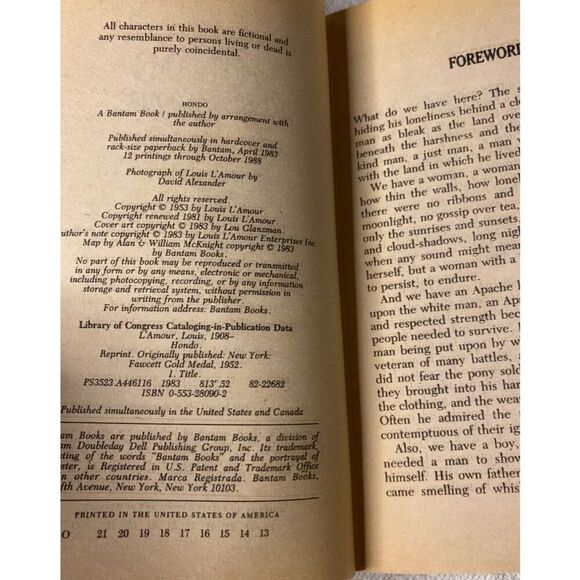 All characters in this book are fictional and
any resemblance to persons living or dead is
purely coincidental.
HONDO
A Bantam Book / published by arrangement with
the author
Published simultaneously in hardcover and
rack-size paperback by Bantam, April 1983
12 printings through October 1988
Photograph of Louis L'Amour by
David Alexander
All rights reserved.
Copyright © 1953 by Louis L'Amour.
Copyright renewed 1981 by Louis L'Amour.
Cover art copyright © 1983 by Lou Glanzman.
uthor's note copyright © 1983 by Louis L'Amour Enterprises Inc.
Map by Alan & William McKnight copyright © 1983
by Bantam Books.
No part of this book may be reproduced or transmitted
in any form or by any means, electronic or mechanical,
including photocopying, recording, or by any information
storage and retrieval system, without permission in
writing from the publisher.
For information address: Bantam Books.
Library of Congress Cataloging-in-Publication Data
L'Amour, Louis, 1908–
Hondo.
Reprint. Originally published: New York:
Fawcett Gold Medal, 1952.
I. Title.
PS3523.A446116 1983 813'.52 82-22682
ISBN 0-553-28090-2
Published simultaneously in the United States and Canada
tam Books are published by Bantam Books, a division of
am Doubleday Dell Publishing Group, Inc. Its trademark,
isting of the words "Bantam Books" and the portrayal of
oster, is Registered in U.S. Patent and Trademark Office
in other countries. Marca Registrada. Bantam Books,
fth Avenue, New York, New York 10103.
PRINTED IN THE UNITED STATES OF AMERICA
O 21 20 19 18 17 16 15 14 13
FOREWORD
What do we have here? The s
hiding his loneliness behind a cl
man as bleak as the land over
beneath the harshness and the
kind man, a just man, a man
with the land in which he lived
We have a woman, a woman
how thin the walls, how lonel
there were no ribbons and
moonlight, no gossip over tea,
only the sunrises and sunsets.
and cloud-shadows, long night
when any sound might mean
herself, but a woman with a
to persist, to endure.
And we have an Apache
upon the white man, an Ap
and respected strength becaus
people needed to survive. I
man being put upon by w
veteran of many battles, a
did not fear the pony sold
they brought into his har
the clothing, and the wea
Often he admired the
contemptuous of their ig
Also, we have a boy,
needed a man to show
himself. His own father
came smelling of whis